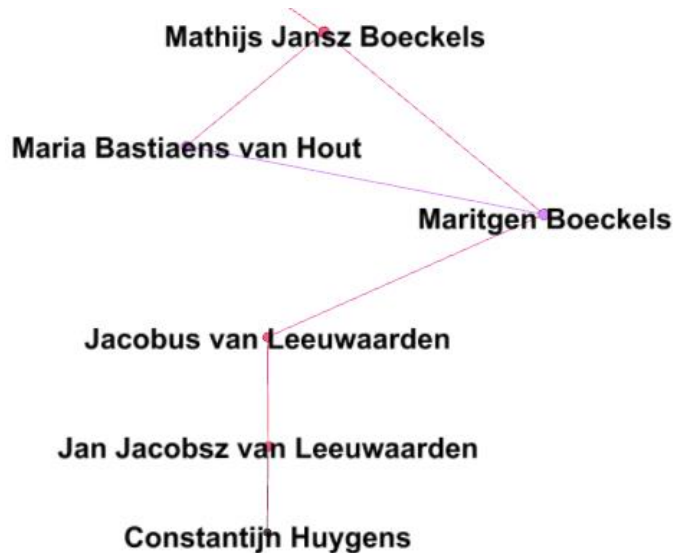 Mathijs Jansz Boeckels
Maria Bastiaens van Hout
Maritgen Boeckels
Jacobus van Leeuwaarden
Jan Jacobsz van Leeuwaarden
Constantijn Huygens